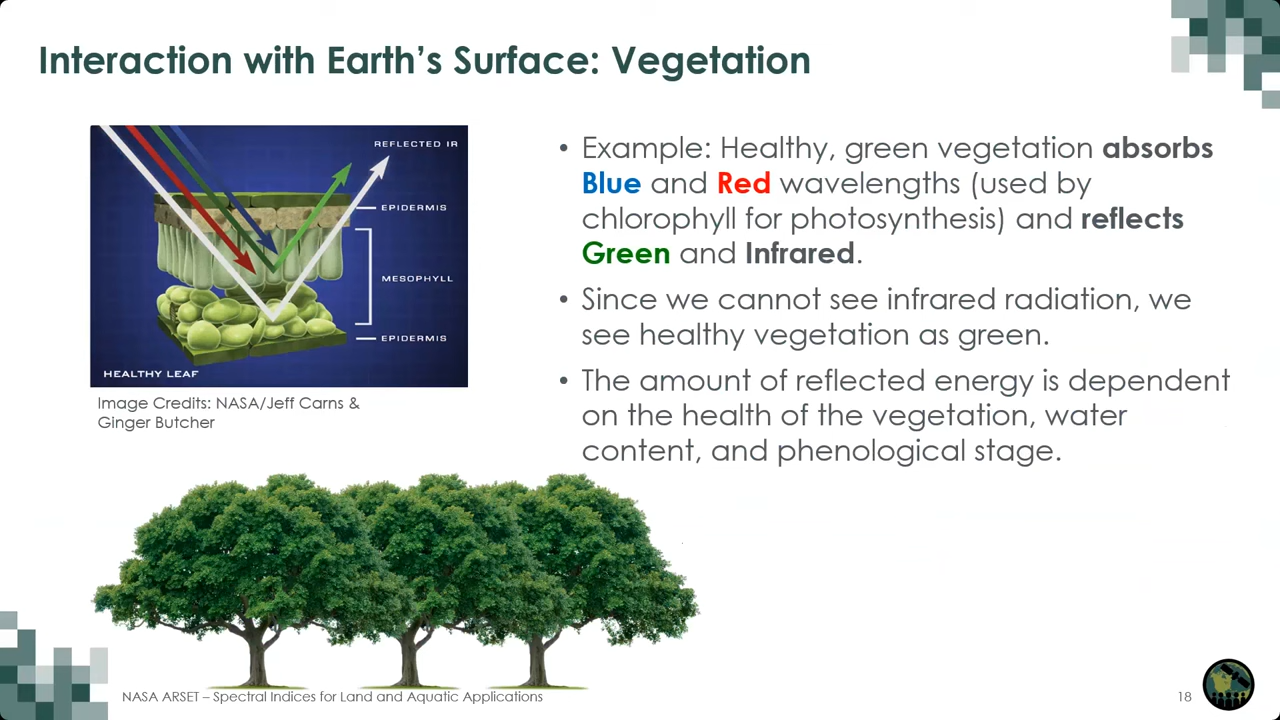 Interaction with Earth's Surface: Vegetation
REFLECTED IR
EPIDERMIS
MESOPHYLL
EPIDERMIS
HEALTHY LEAF
Image Credits: NASA/Jeff Carns &
Ginger Butcher
• Example: Healthy, green vegetation absorbs
Blue and Red wavelengths (used by
chlorophyll for photosynthesis) and reflects
Green and Infrared.
• Since we cannot see infrared radiation, we
see healthy vegetation as green.
• The amount of reflected energy is dependent
on the health of the vegetation, water
content, and phenological stage.
NASA ARSET – Spectral Indices for Land and Aquatic Applications
18